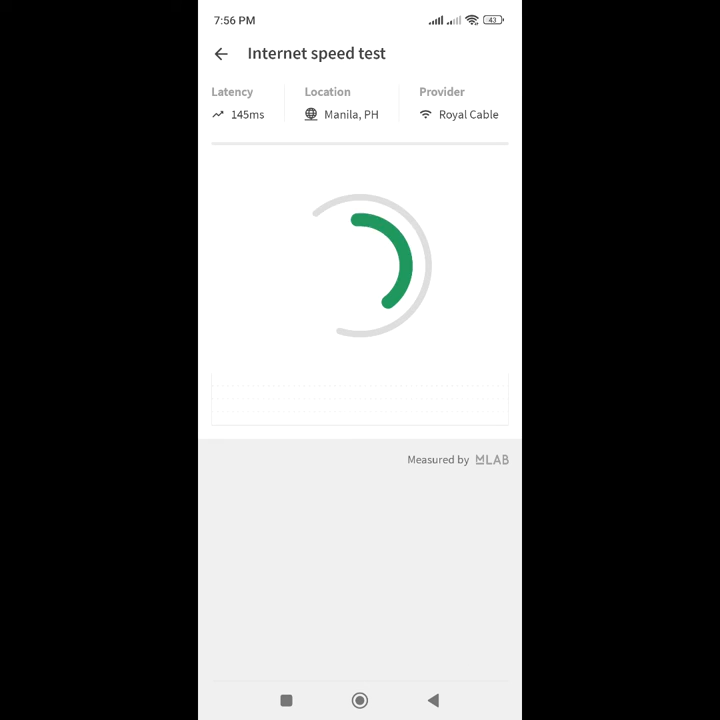 7:56 PM 43
Internet speed test
Latency Location Provider
145ms Manila, PH Royal Cable
Measured by MLAB